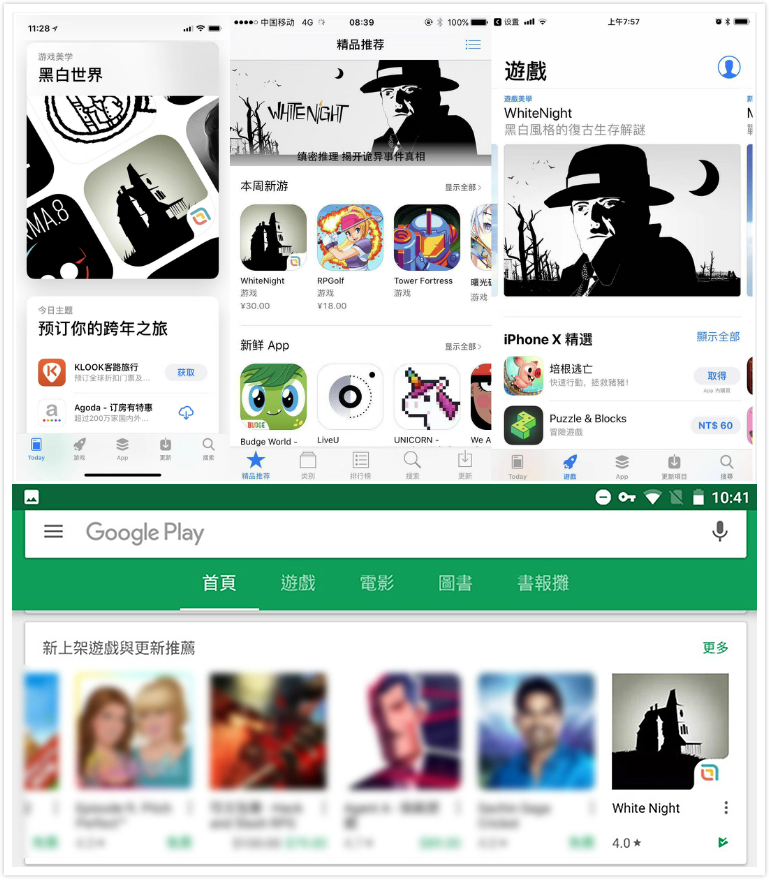 11:28
游戏美学
黑白世界
RMA.8
今日主题
预订你的跨年之旅
KLOOK客路旅行
预订全球折扣门票及...
获取
Agoda - 订房有特惠
超过200万家国内外...
Today
游戏
App
更新
搜索
中国移动 4G
08:39
100%
精品推荐
WHITENIGHT
缜密推理 揭开诡异事件真相
本周新游
显示全部>
WhiteNight
游戏
¥30.00
RPGolf
游戏
¥18.00
Tower Fortress
游戏
曙光破
游戏
新鲜 App
显示全部>
BUDGE
Budge World -
LiveU
UNICORN -
We A
精品推荐
类别
排行榜
搜索
更新
设置
上午7:57
遊戲
遊戲美學
WhiteNight
黑白風格的復古生存解謎
iPhone X 精選
顯示全部
培根逃亡
快速行動，拯救豬豬！
取得
App 內購買
Puzzle & Blocks
冒險遊戲
NT$ 60
Today
遊戲
App
更新項目
搜尋
10:41
Google Play
首頁
遊戲
電影
圖書
書報攤
新上架遊戲與更新推薦
更多
White Night
4.0★